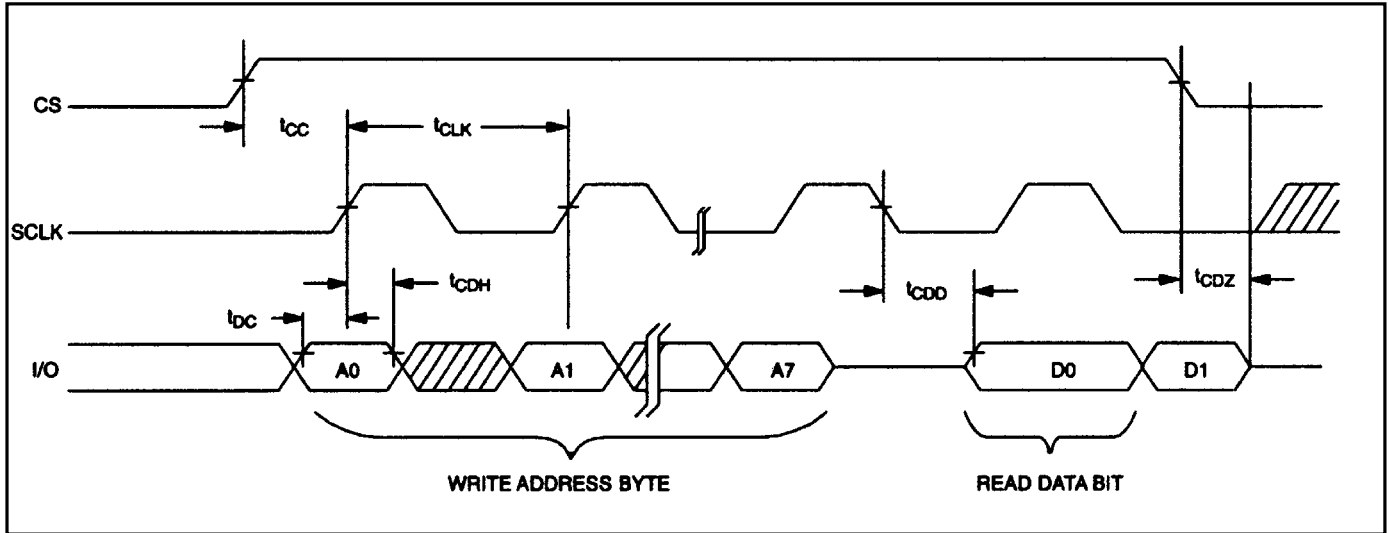 CS
tCC
tCLK
SCLK
tCDH
tCDD
tCDZ
tDC
I/O
A0
A1
A7
D0
D1
WRITE ADDRESS BYTE
READ DATA BIT